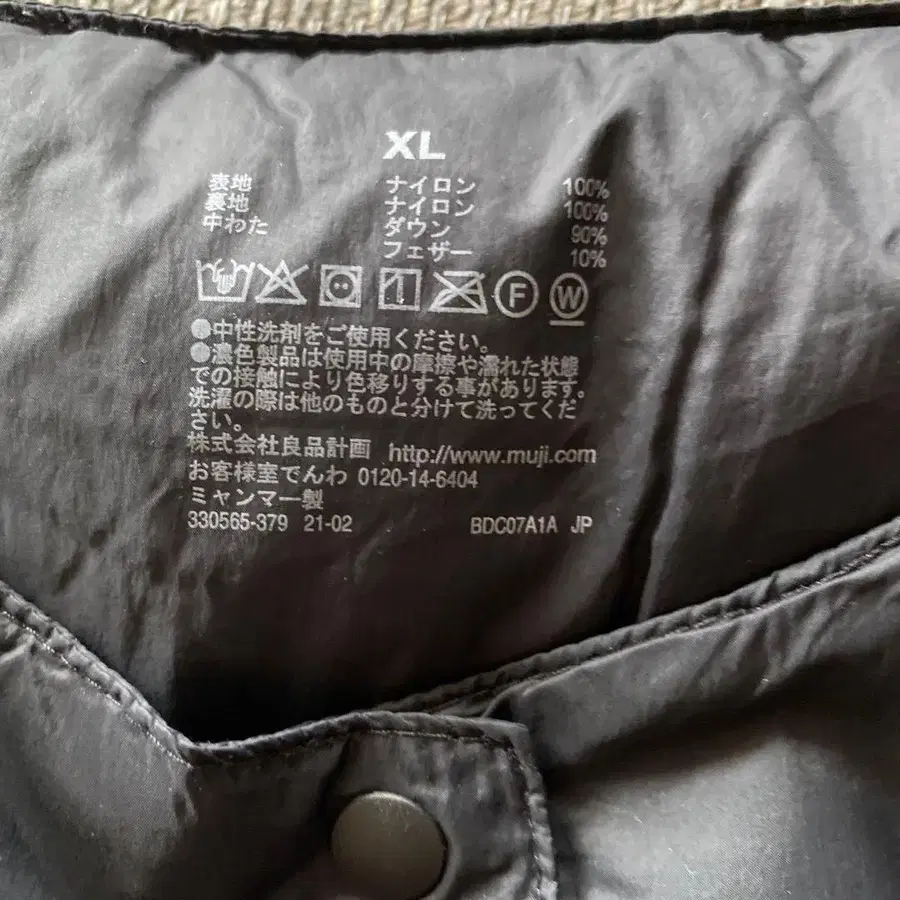 XL
表地 ナイロン 100%
裏地 ナイロン 100%
中わた ダウン 90%
フェザー 10%
F W
●中性洗剤をご使用ください。
●濃色製品は使用中の摩擦や濡れた状態
での接触により色移りする事があります。
洗濯の際は他のものと分けて洗ってくだ
さい。
株式会社良品計画 http://www.muji.com
お客様室でんわ 0120-14-6404
ミャンマー製
330565-379 21-02 BDC07A1A JP